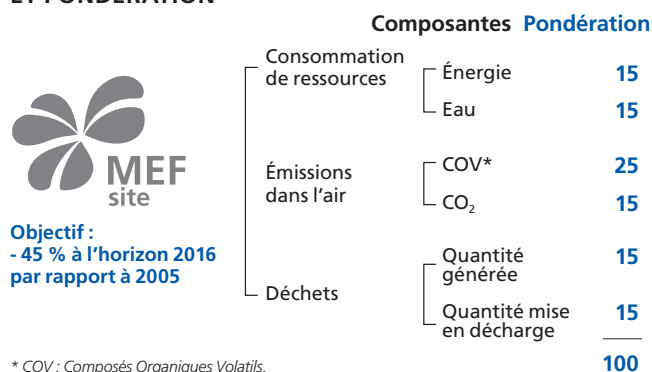 ET PONDÉRATION
Composantes Pondération
Consommation
de ressources
Énergie 15
Eau 15
MEF
site
Émissions
dans l'air
COV* 25
CO₂ 15
Objectif :
- 45 % à l'horizon 2016
par rapport à 2005
Déchets
Quantité
générée 15
Quantité mise
en décharge 15
100
* COV : Composés Organiques Volatils.